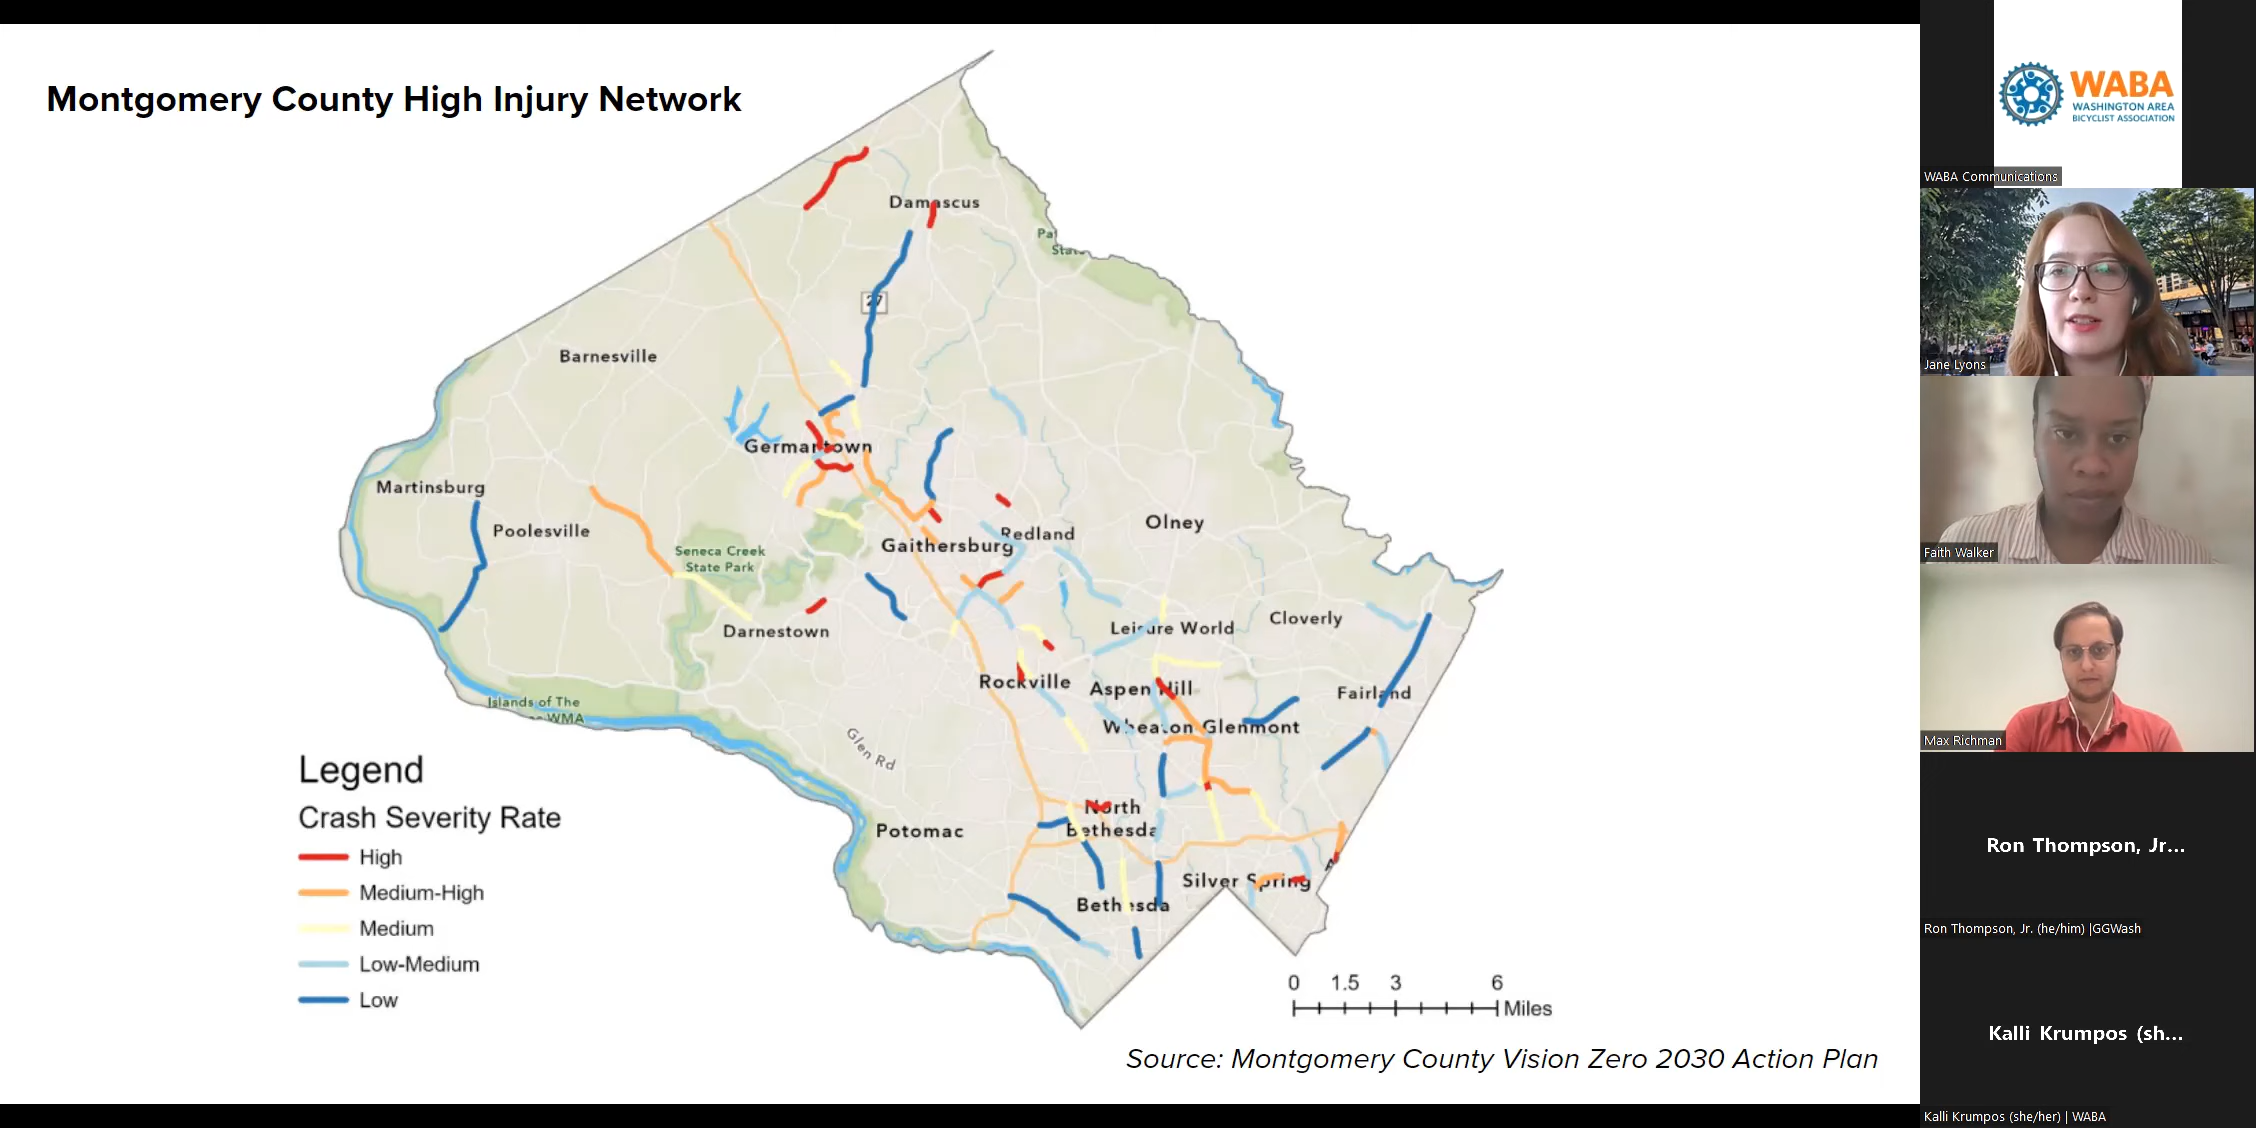 Montgomery County High Injury Network
Damascus
27
Barnesville
Germantown
Martinsburg
Poolesville
Seneca Creek
State Park
Gaithersburg
Redland
Olney
Darnestown
Leisure World
Cloverly
Rockville
Aspen Hill
Fairland
Islands of The
WMA
Wheaton Glenmont
Glen Rd
North
Bethesda
Potomac
Silver Spring
Bethesda
Legend
Crash Severity Rate
High
Medium-High
Medium
Low-Medium
Low
0 1.5 3 6
Miles
Source: Montgomery County Vision Zero 2030 Action Plan
WABA
WASHINGTON AREA
BICYCLIST ASSOCIATION
WABA Communications
Jane Lyons
Faith Walker
Max Richman
Ron Thompson, Jr...
Ron Thompson, Jr. (he/him) |GGWash
Kalli Krumpos (sh...
Kalli Krumpos (she/her) | WABA